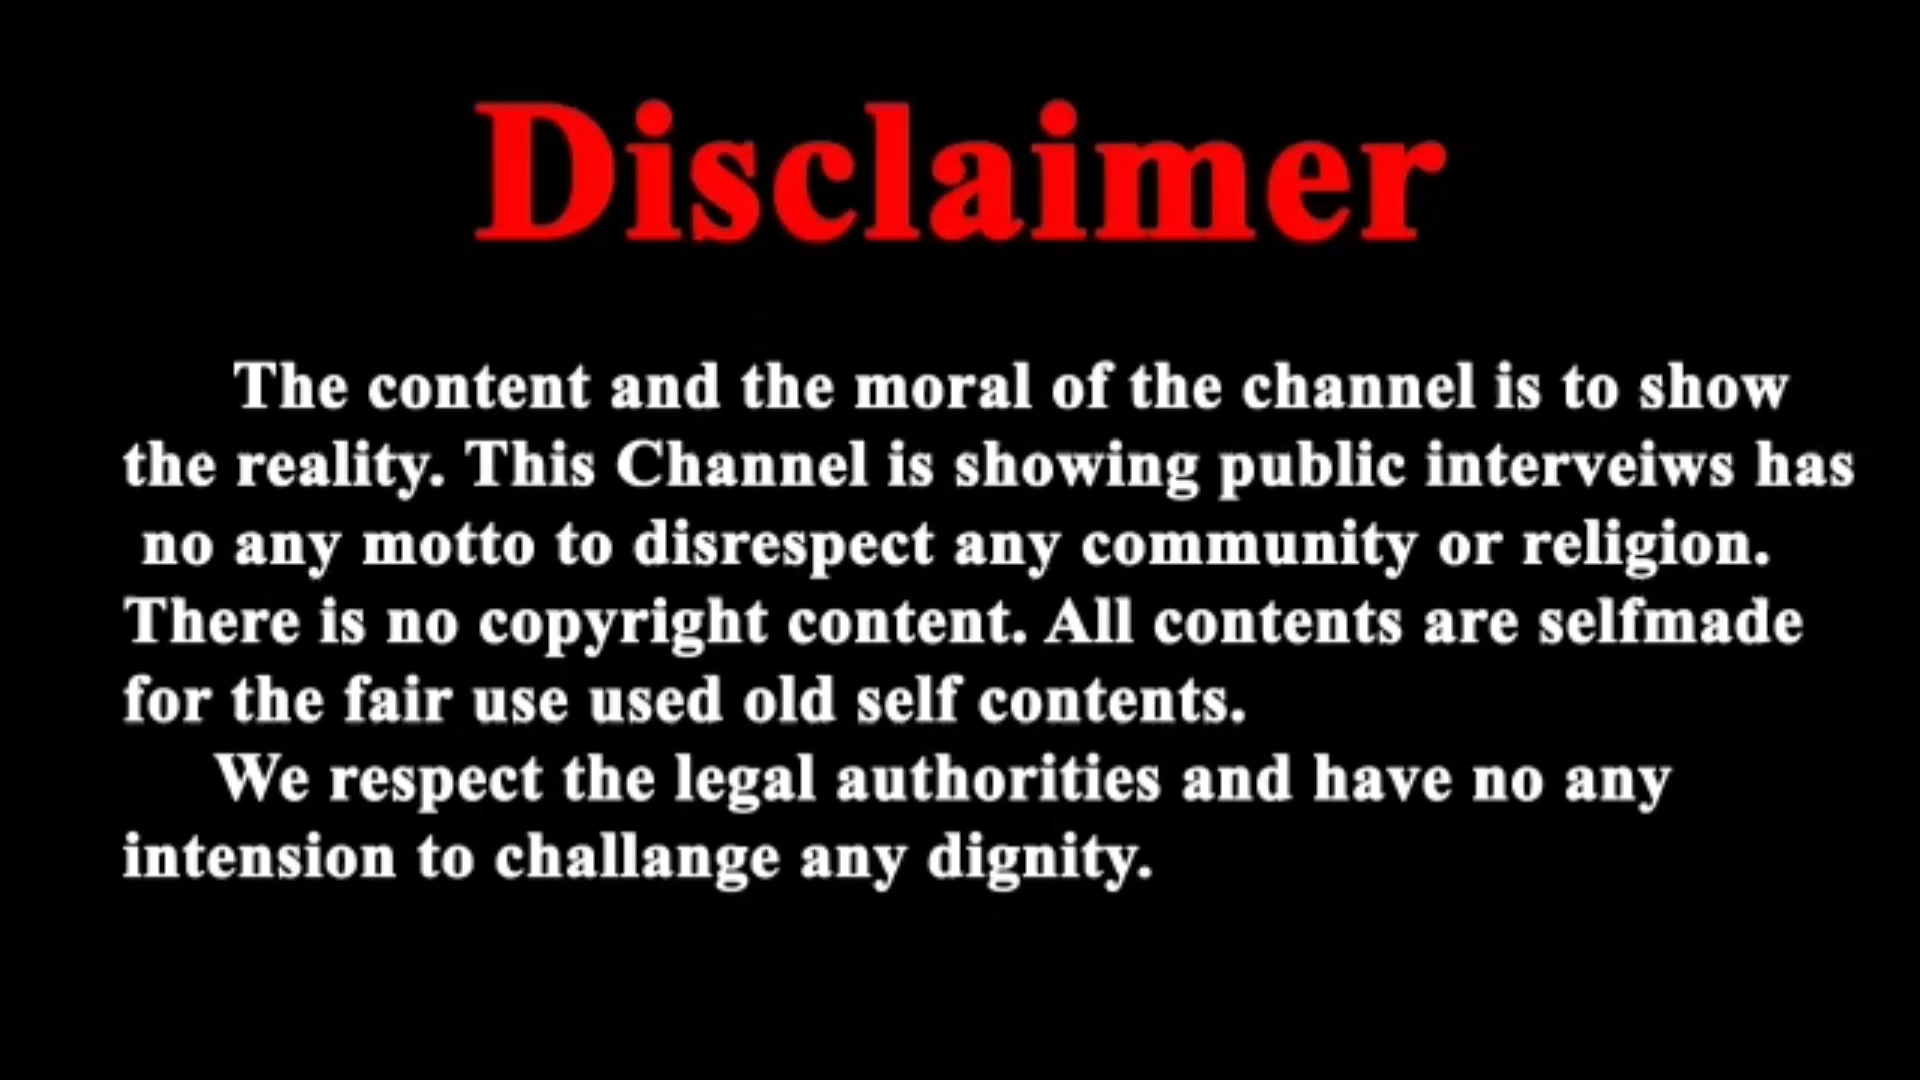 Disclaimer
The content and the moral of the channel is to show
the reality. This Channel is showing public interveiws has
no any motto to disrespect any community or religion.
There is no copyright content. All contents are selfmade
for the fair use used old self contents.
We respect the legal authorities and have no any
intension to challange any dignity.